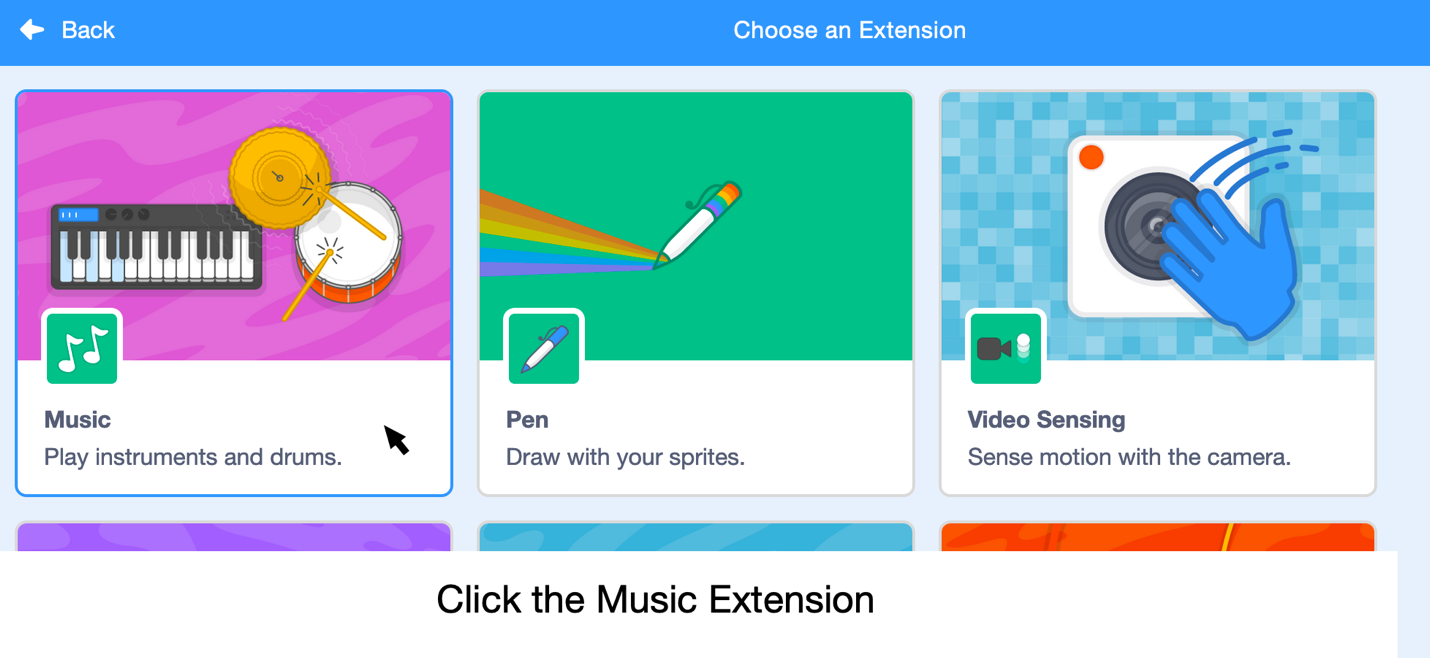 Back
Choose an Extension
Music
Play instruments and drums.
Pen
Draw with your sprites.
Video Sensing
Sense motion with the camera.
Click the Music Extension